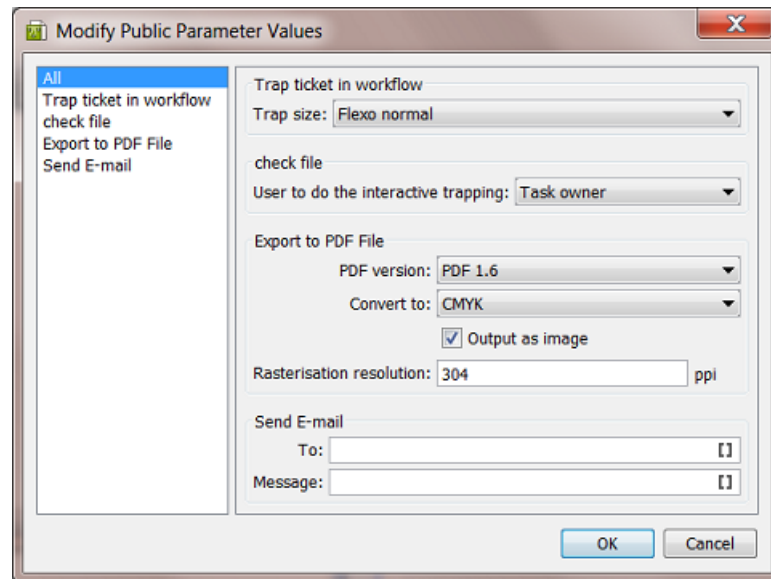 Modify Public Parameter Values
All
Trap ticket in workflow
check file
Export to PDF File
Send E-mail
Trap ticket in workflow
Trap size: Flexo normal
check file
User to do the interactive trapping: Task owner
Export to PDF File
PDF version: PDF 1.6
Convert to: CMYK
Output as image
Rasterisation resolution: 304 ppi
Send E-mail
To: []
Message: []
OK Cancel